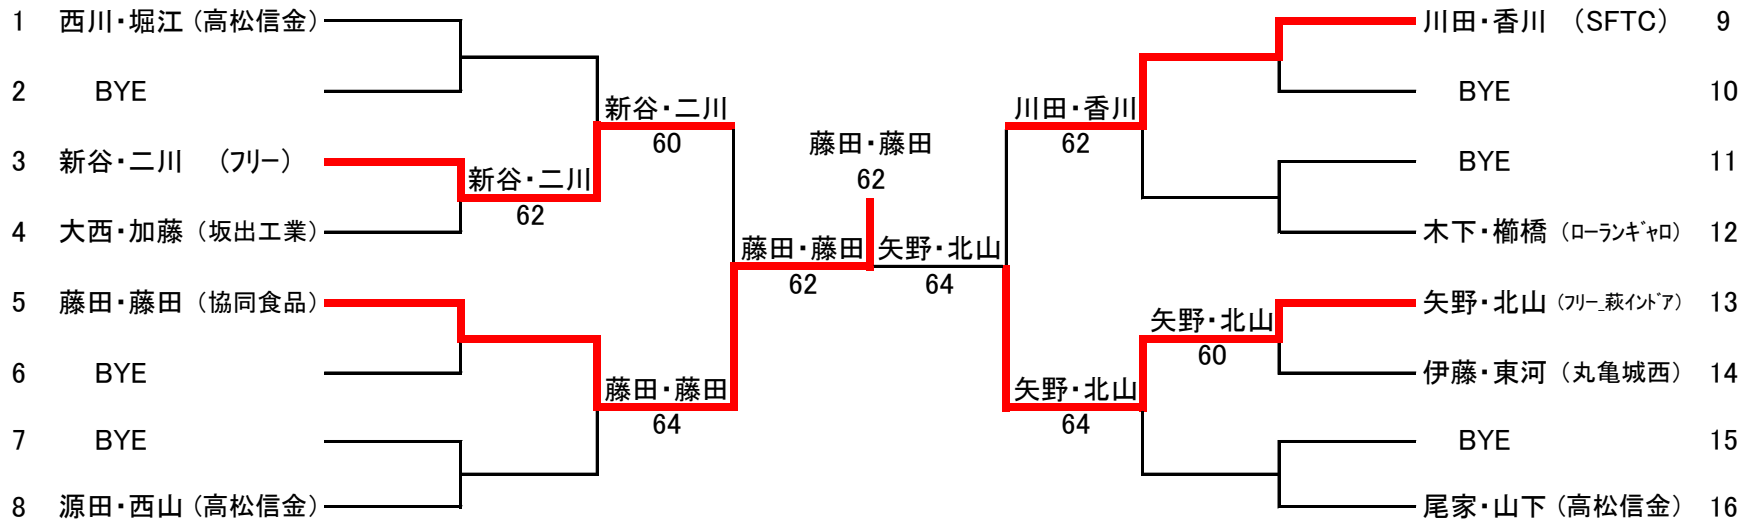 1 西川・堀江 (高松信金)
2 BYE
3 新谷・二川 (フリー)
4 大西・加藤 (坂出工業)
5 藤田・藤田 (協同食品)
6 BYE
7 BYE
8 源田・西山 (高松信金)
新谷・二川
62
新谷・二川
60
藤田・藤田
64
藤田・藤田
62
藤田・藤田
62
矢野・北山
64
川田・香川
62
矢野・北山
64
矢野・北山
60
川田・香川 (SFTC) 9
BYE 10
BYE 11
木下・櫛橋 (ローランギャロ) 12
矢野・北山 (フリー_萩インドア) 13
伊藤・東河 (丸亀城西) 14
BYE 15
尾家・山下 (高松信金) 16